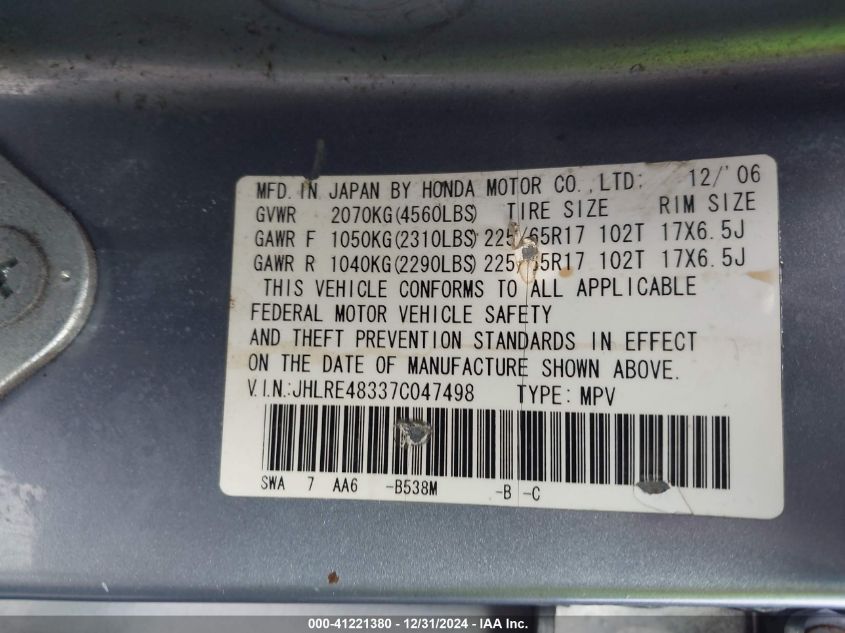 MFD. IN JAPAN BY HONDA MOTOR CO.,LTD: 12/'06
GVWR 2070KG(4560LBS) TIRE SIZE RIM SIZE
GAWR F 1050KG(2310LBS) 225/65R17 102T 17X6.5J
GAWR R 1040KG(2290LBS) 225/65R17 102T 17X6.5J
THIS VEHICLE CONFORMS TO ALL APPLICABLE
FEDERAL MOTOR VEHICLE SAFETY
AND THEFT PREVENTION STANDARDS IN EFFECT
ON THE DATE OF MANUFACTURE SHOWN ABOVE.
V.I.N.:JHLRE48337C047498 TYPE: MPV
SWA 7 AA6 -B538M -B -C
000-41221380 - 12/31/2024 - IAA Inc.